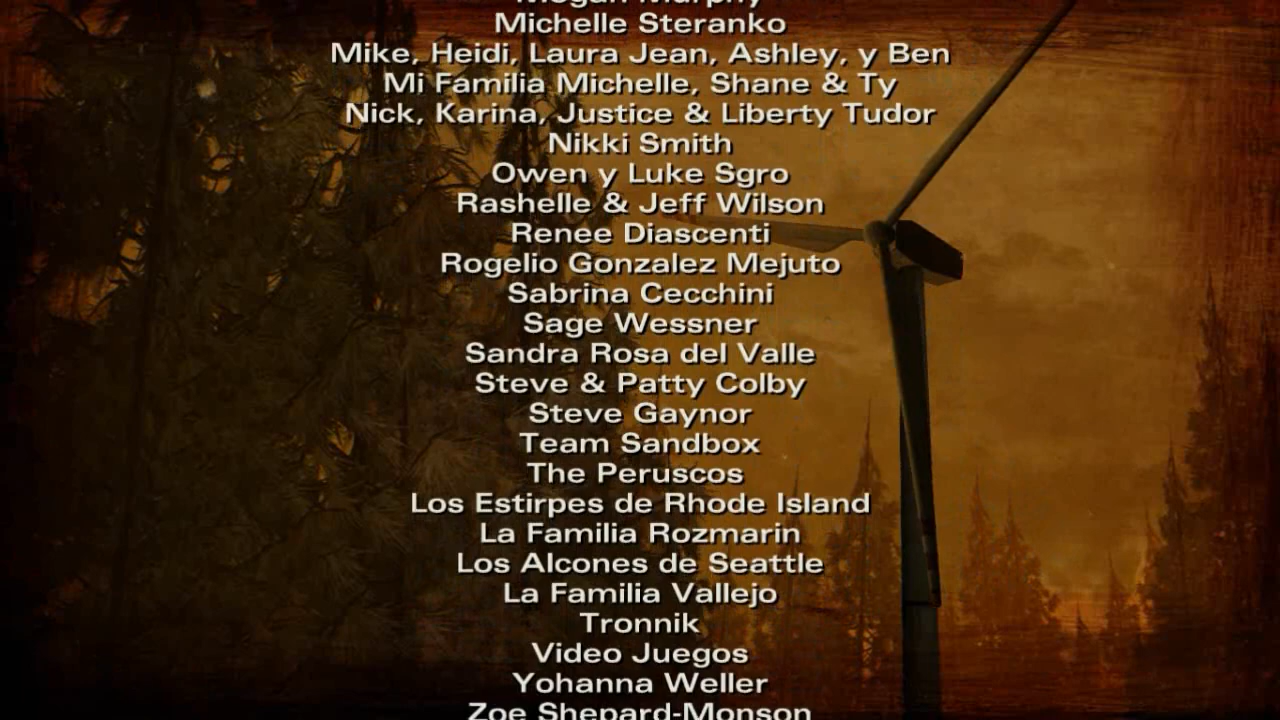 Megan Murphy
Michelle Steranko
Mike, Heidi, Laura Jean, Ashley, y Ben
Mi Familia Michelle, Shane & Ty
Nick, Karina, Justice & Liberty Tudor
Nikki Smith
Owen y Luke Sgro
Rashelle & Jeff Wilson
Renee Diascenti
Rogelio Gonzalez Mejuto
Sabrina Cecchini
Sage Wessner
Sandra Rosa del Valle
Steve & Patty Colby
Steve Gaynor
Team Sandbox
The Peruscos
Los Estirpes de Rhode Island
La Familia Rozmarin
Los Alcones de Seattle
La Familia Vallejo
Tronnik
Video Juegos
Yohanna Weller
Zoe Shepard-Monson